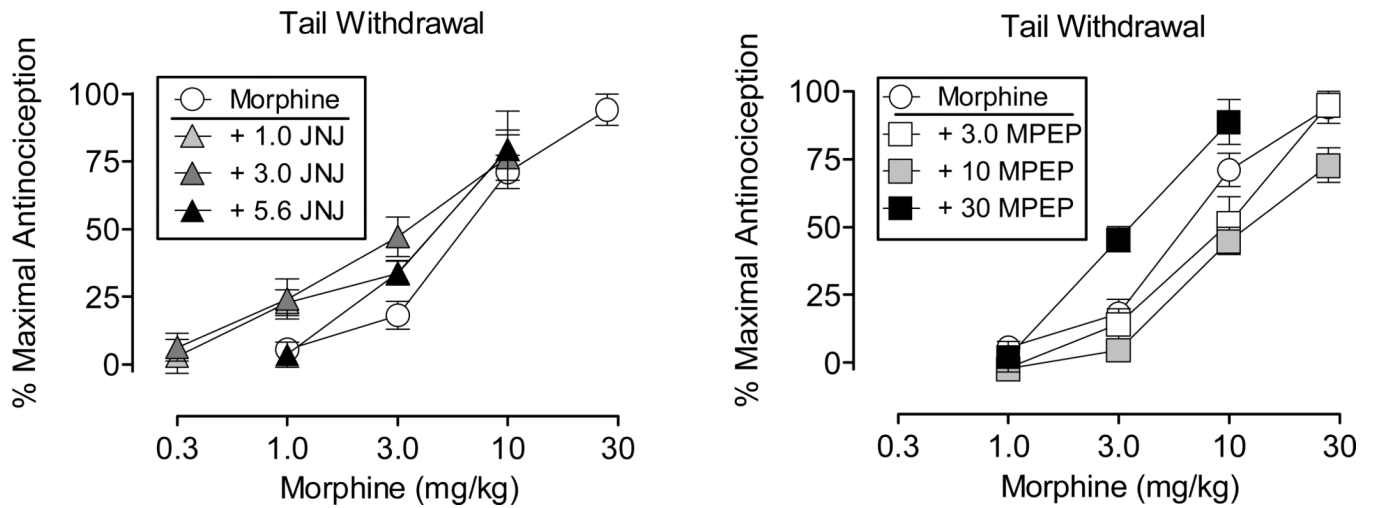 Tail Withdrawal
% Maximal Antinociception
100
75
50
25
0
Morphine
+ 1.0 JNJ
+ 3.0 JNJ
+ 5.6 JNJ
0.3 1.0 3.0 10 30
Morphine (mg/kg)
Tail Withdrawal
% Maximal Antinociception
100
75
50
25
0
Morphine
+ 3.0 MPEP
+ 10 MPEP
+ 30 MPEP
0.3 1.0 3.0 10 30
Morphine (mg/kg)